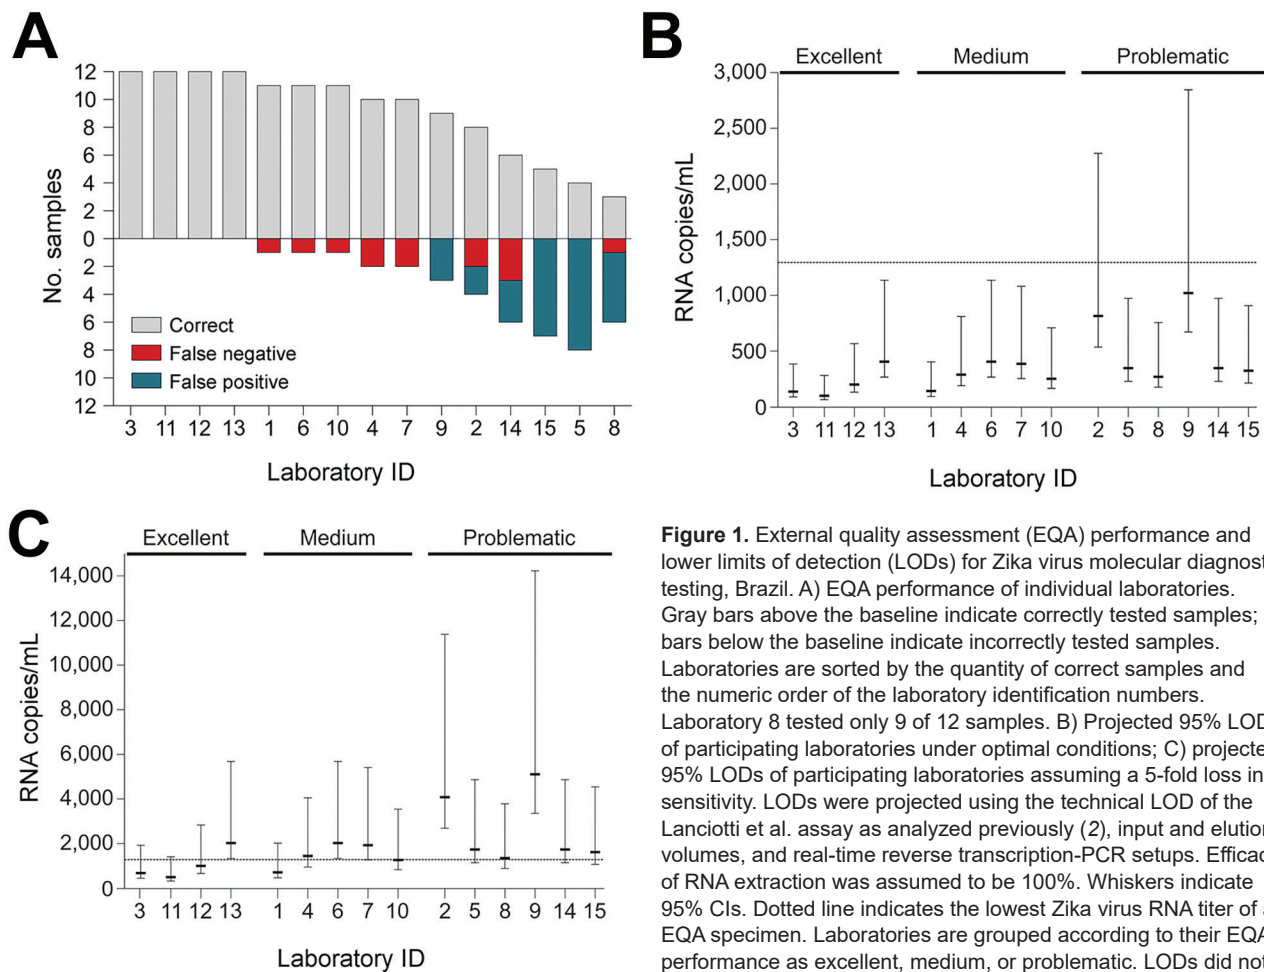 A
12
10
8
6
4
2
0
2
4
6
8
10
12
No. samples
Correct
False negative
False positive
3 11 12 13 1 6 10 4 7 9 2 14 15 5 8
Laboratory ID
B
Excellent Medium Problematic
3,000
2,500
2,000
1,500
1,000
500
0
RNA copies/mL
3 11 12 13 1 4 6 7 10 2 5 8 9 14 15
Laboratory ID
C
Excellent Medium Problematic
14,000
12,000
10,000
8,000
6,000
4,000
2,000
0
RNA copies/mL
3 11 12 13 1 4 6 7 10 2 5 8 9 14 15
Laboratory ID
Figure 1. External quality assessment (EQA) performance and
lower limits of detection (LODs) for Zika virus molecular diagnost
testing, Brazil. A) EQA performance of individual laboratories.
Gray bars above the baseline indicate correctly tested samples;
bars below the baseline indicate incorrectly tested samples.
Laboratories are sorted by the quantity of correct samples and
the numeric order of the laboratory identification numbers.
Laboratory 8 tested only 9 of 12 samples. B) Projected 95% LOD
of participating laboratories under optimal conditions; C) projecte
95% LODs of participating laboratories assuming a 5-fold loss in
sensitivity. LODs were projected using the technical LOD of the
Lanciotti et al. assay as analyzed previously (2), input and elution
volumes, and real-time reverse transcription-PCR setups. Efficac
of RNA extraction was assumed to be 100%. Whiskers indicate
95% CIs. Dotted line indicates the lowest Zika virus RNA titer of
EQA specimen. Laboratories are grouped according to their EQA
performance as excellent, medium, or problematic. LODs did not